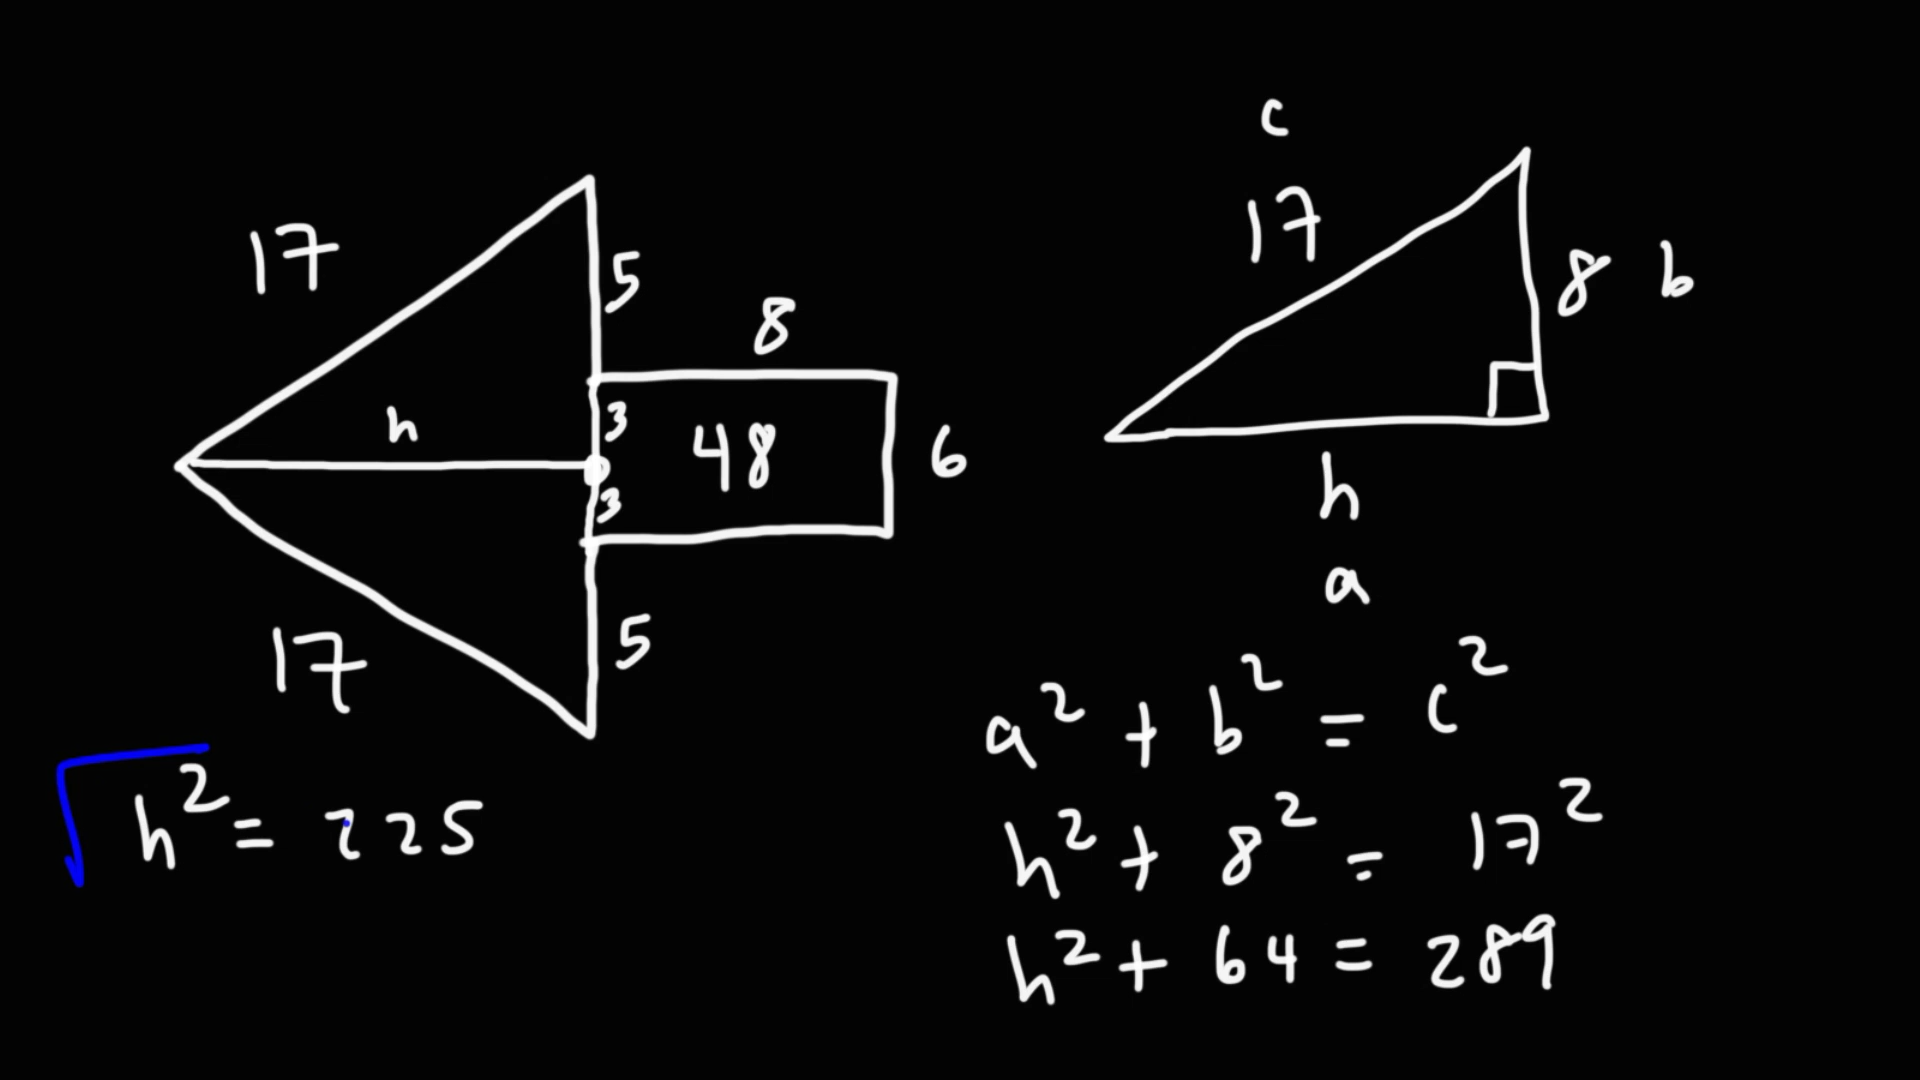 c
17
17
8 b
5
8
h
3
48
6
3
h
a
17
5
a² + b² = c²
h² = 225
h² + 8² = 17²
h² + 64 = 289